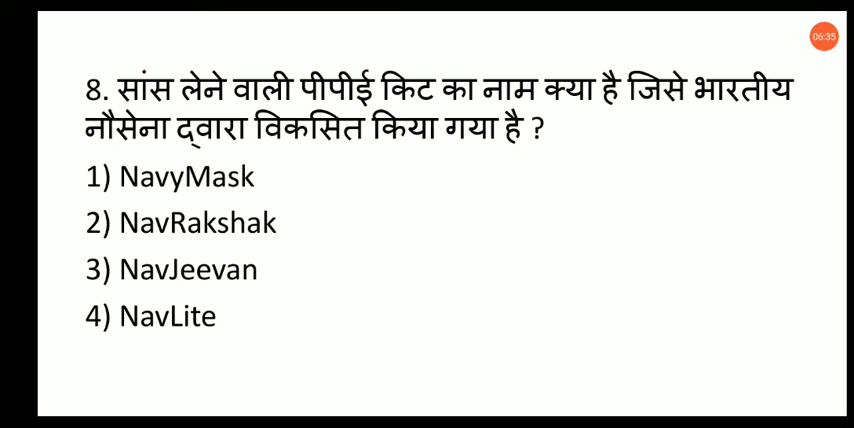 06:35
8. सांस लेने वाली पीपीई किट का नाम क्या है जिसे भारतीय
नौसेना द्वारा विकसित किया गया है ?
1) NavyMask
2) NavRakshak
3) NavJeevan
4) NavLite